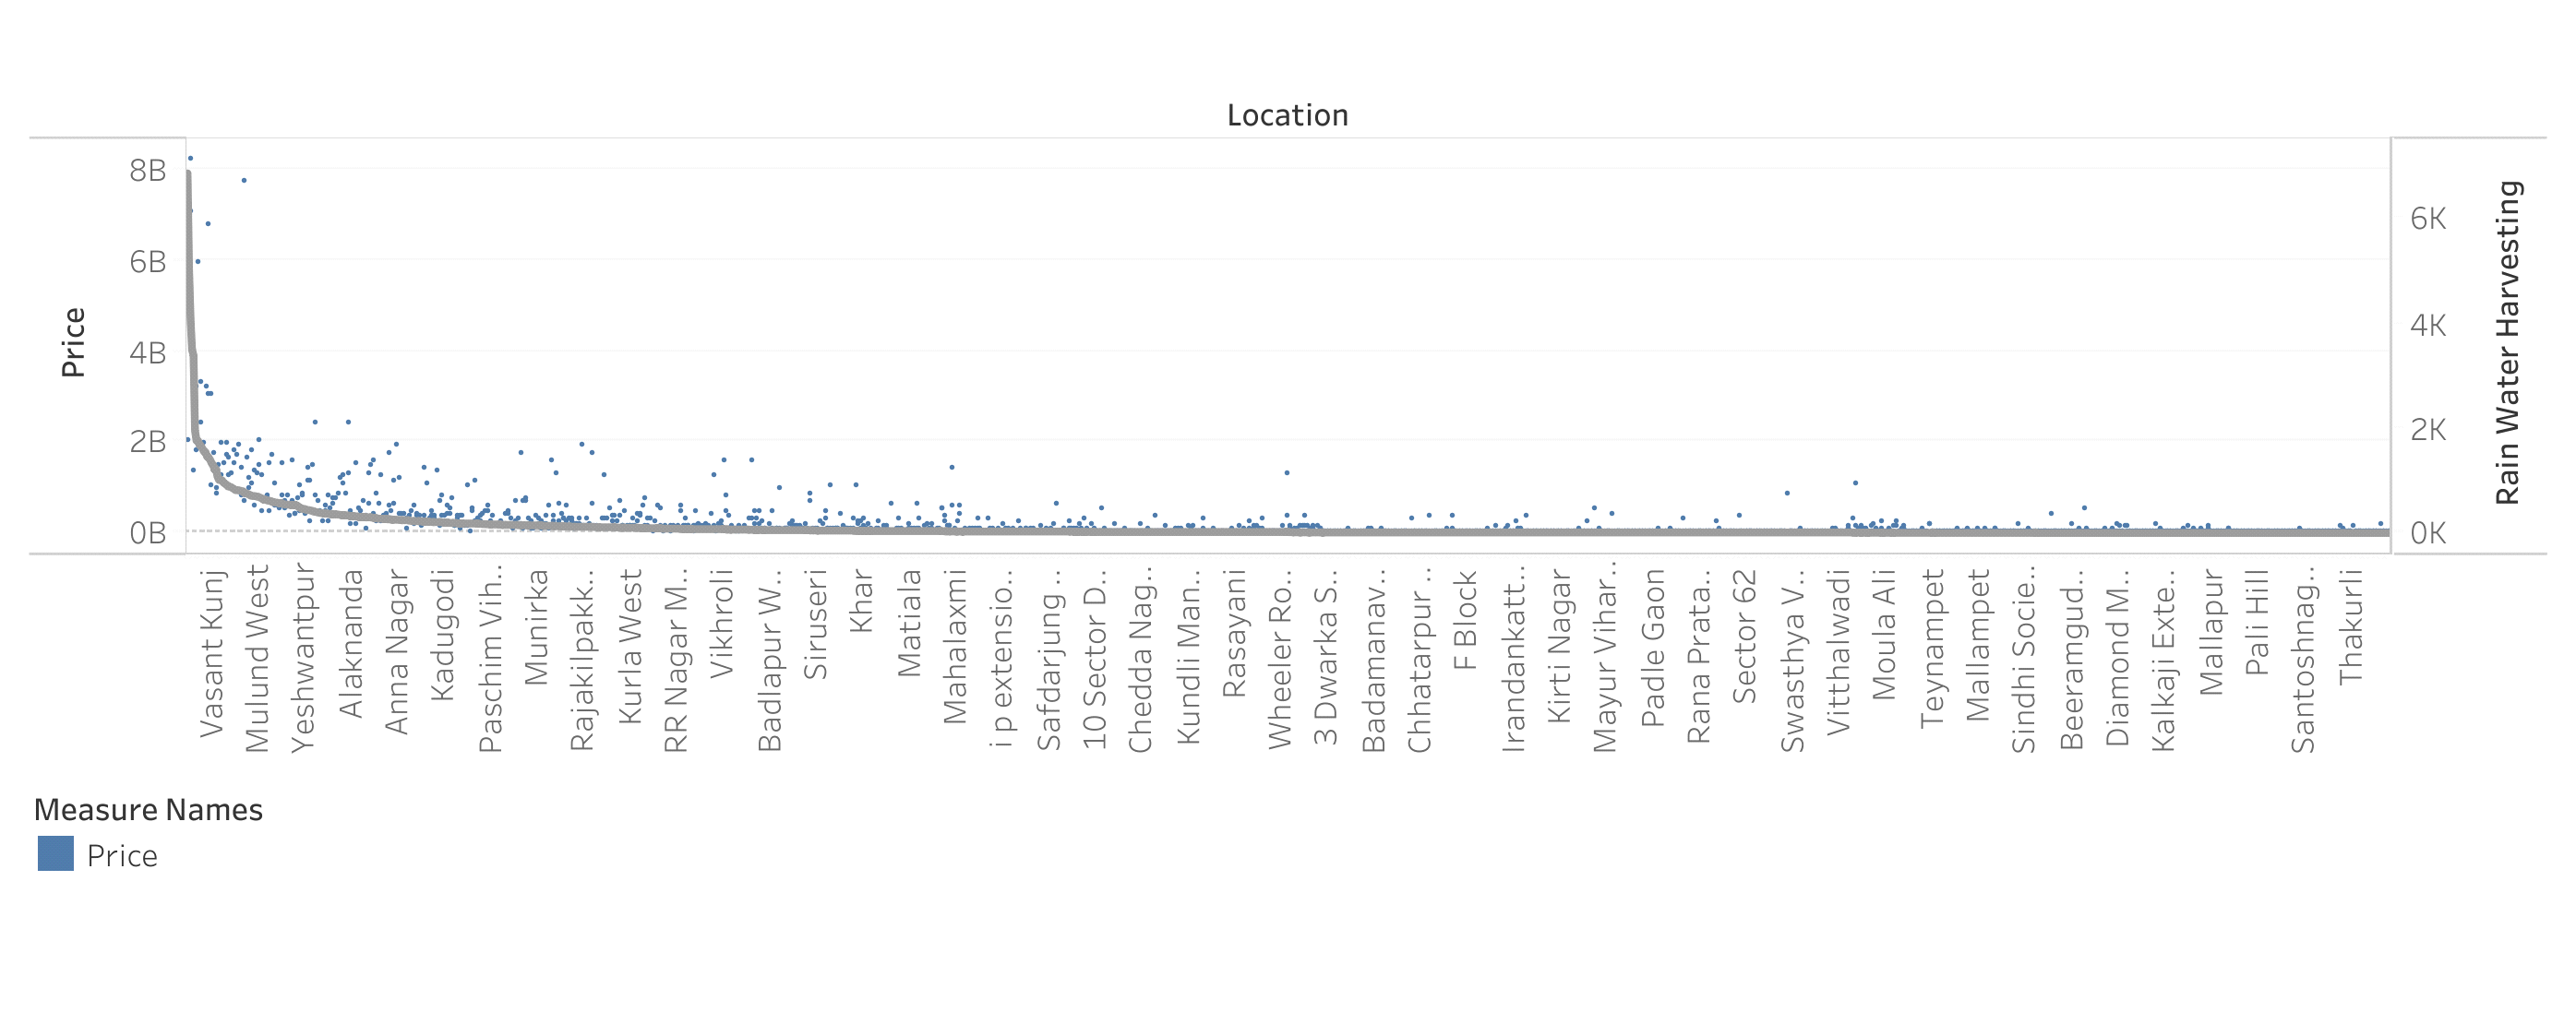 Location
Price
8B
6B
4B
2B
0B
Rain Water Harvesting
6K
4K
2K
0K
Vasant Kunj
Mulund West
Yeshwantpur
Alaknanda
Anna Nagar
Kadugodi
Paschim Vih..
Munirka
Rajakilpakk..
Kurla West
RR Nagar M..
Vikhroli
Badlapur W..
Siruseri
Khar
Matiala
Mahalaxmi
i p extensio..
Safdarjung ..
10 Sector D..
Chedda Nag..
Kundli Man..
Rasayani
Wheeler Ro..
3 Dwarka S..
Badamanav..
Chhatarpur ..
F Block
Irandankatt..
Kirti Nagar
Mayur Vihar..
Padle Gaon
Rana Prata..
Sector 62
Swasthya V..
Vitthalwadi
Moula Ali
Teynampet
Mallampet
Sindhi Socie..
Beeramgud..
Diamond M..
Kalkaji Exte..
Mallapur
Pali Hill
Santoshnag..
Thakurli
Measure Names
Price